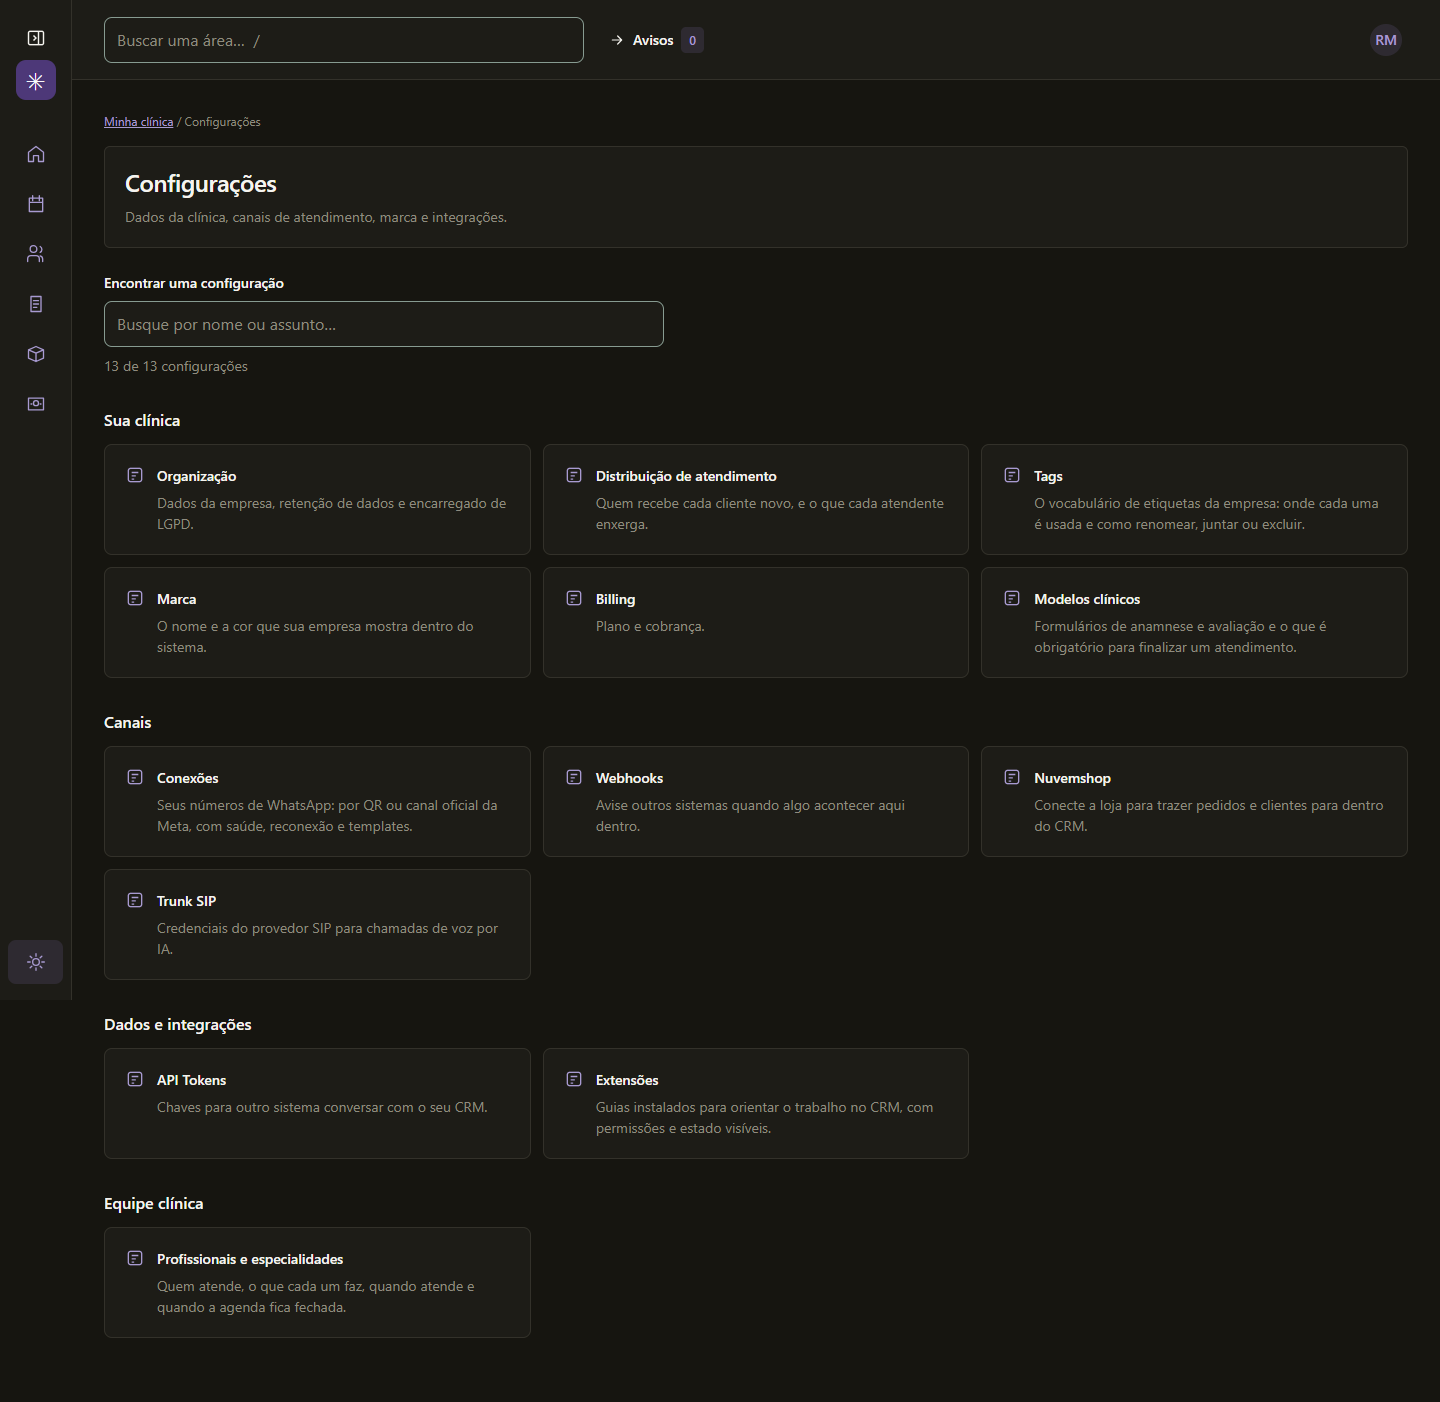 Buscar uma área... /
Avisos 0
RM
Minha clínica / Configurações
Configurações
Dados da clínica, canais de atendimento, marca e integrações.
Encontrar uma configuração
Busque por nome ou assunto...
13 de 13 configurações
Sua clínica
Organização
Dados da empresa, retenção de dados e encarregado de
LGPD.
Distribuição de atendimento
Quem recebe cada cliente novo, e o que cada atendente
enxerga.
Tags
O vocabulário de etiquetas da empresa: onde cada uma
é usada e como renomear, juntar ou excluir.
Marca
O nome e a cor que sua empresa mostra dentro do
sistema.
Billing
Plano e cobrança.
Modelos clínicos
Formulários de anamnese e avaliação e o que é
obrigatório para finalizar um atendimento.
Canais
Conexões
Seus números de WhatsApp: por QR ou canal oficial da
Meta, com saúde, reconexão e templates.
Webhooks
Avise outros sistemas quando algo acontecer aqui
dentro.
Nuvemshop
Conecte a loja para trazer pedidos e clientes para dentro
do CRM.
Trunk SIP
Credenciais do provedor SIP para chamadas de voz por
IA.
Dados e integrações
API Tokens
Chaves para outro sistema conversar com o seu CRM.
Extensões
Guias instalados para orientar o trabalho no CRM, com
permissões e estado visíveis.
Equipe clínica
Profissionais e especialidades
Quem atende, o que cada um faz, quando atende e
quando a agenda fica fechada.